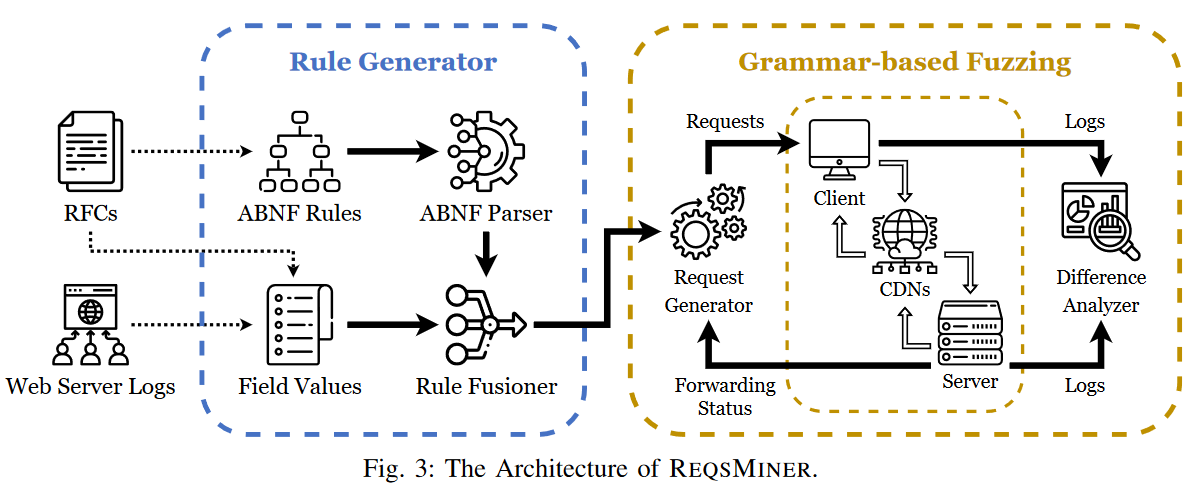 Rule Generator
RFCs
ABNF Rules
ABNF Parser
Web Server Logs
Field Values
Rule Fusioner
Grammar-based Fuzzing
Requests
Logs
Client
Request
Generator
CDNs
Difference
Analyzer
Forwarding
Status
Server
Logs
Fig. 3: The Architecture of REQSMINER.